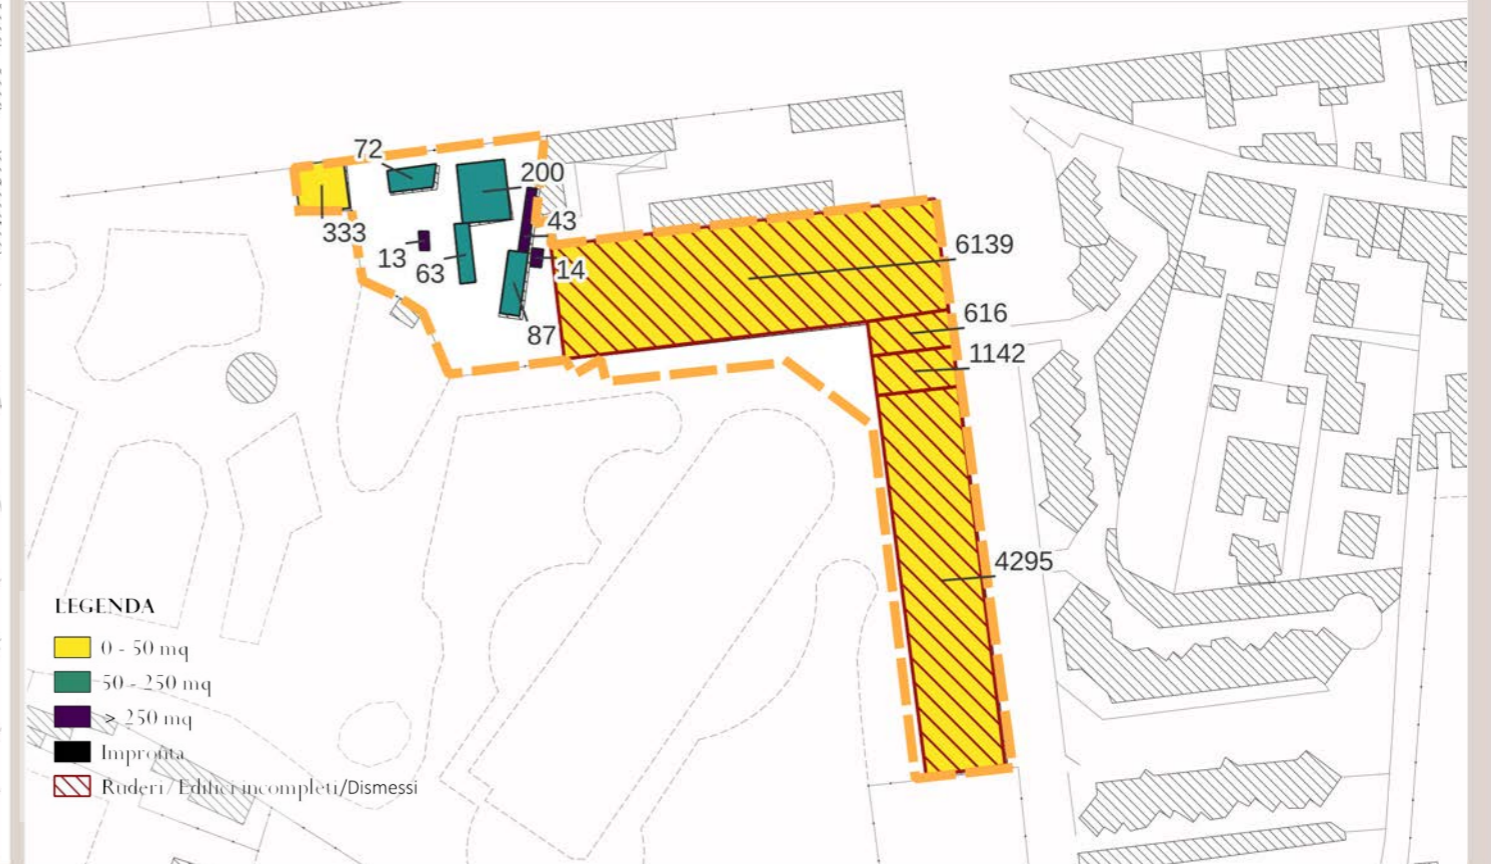 72
200
333
43
13
63
14
87
6139
616
1142
4295
LEGENDA
0 - 50 mq
50 - 250 mq
> 250 mq
Impronta
Ruderi / Edifici incompleti/Dismessi